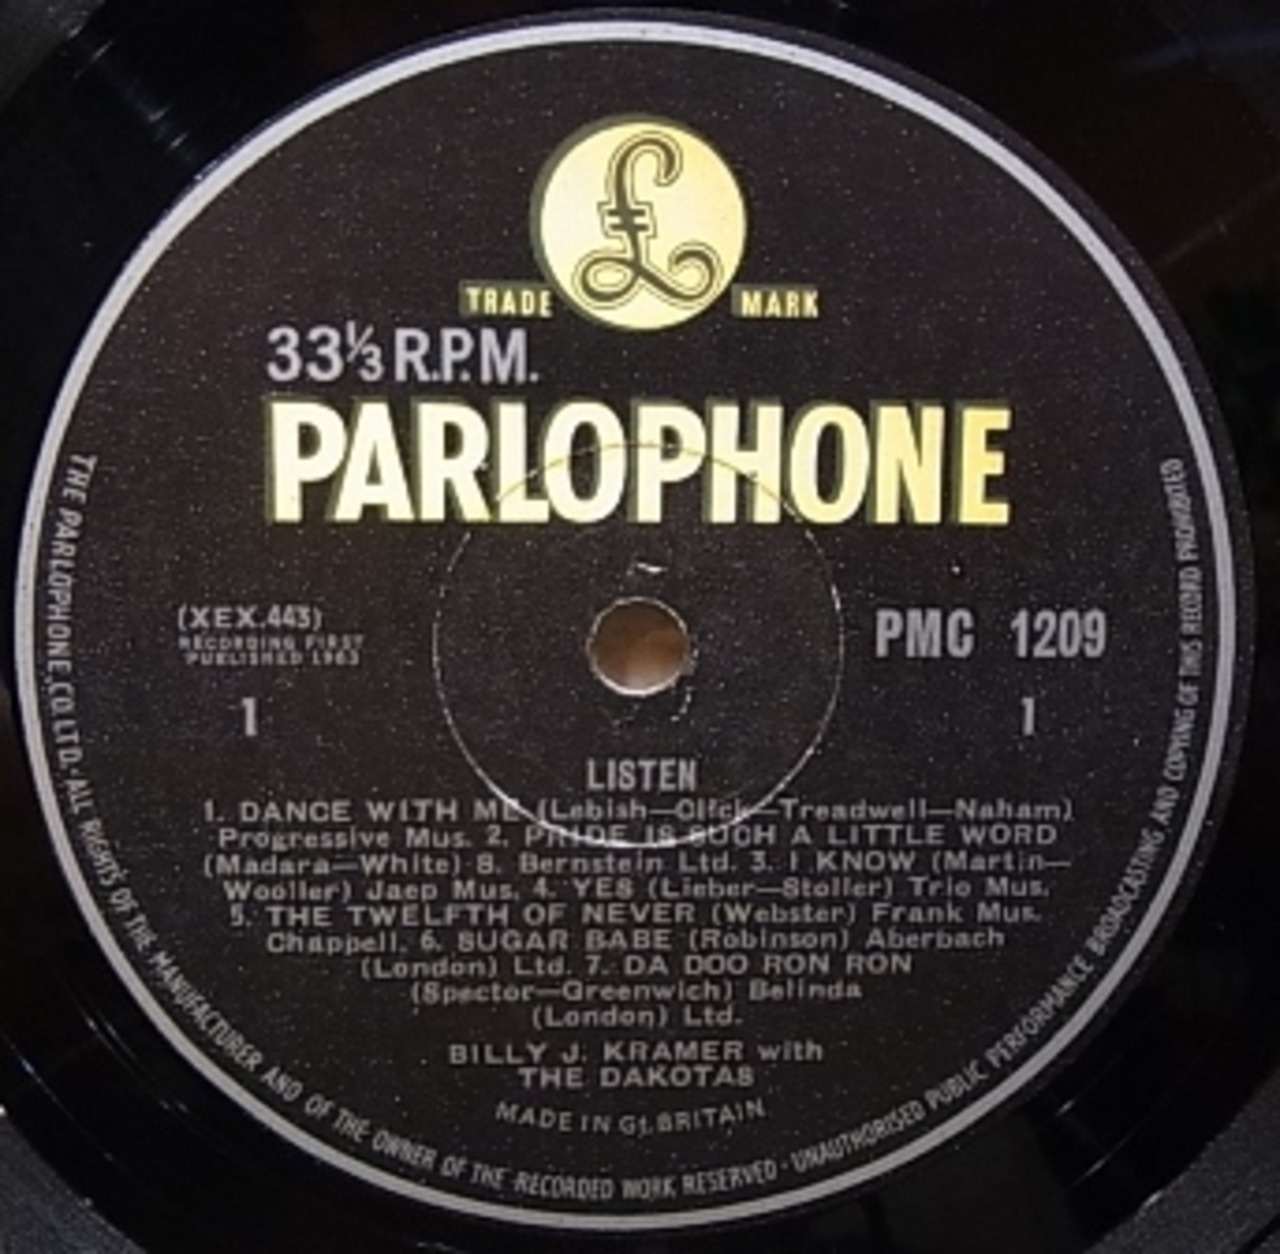 £
TRADE MARK
33⅓ R.P.M.
PARLOPHONE
(XEX.443)
RECORDING FIRST
PUBLISHED 1963
PMC 1209
1 1
LISTEN
1. DANCE WITH ME (Lebish—Glick—Treadwell—Naham)
Progressive Mus. 2. PRIDE IS SUCH A LITTLE WORD
(Madara—White) S. Bernstein Ltd. 3. I KNOW (Martin—
Wooller) Jaep Mus. 4. YES (Lieber—Stoller) Trio Mus.
5. THE TWELFTH OF NEVER (Webster) Frank Mus.
Chappell. 6. SUGAR BABE (Robinson) Aberbach
(London) Ltd. 7. DA DOO RON RON
(Spector—Greenwich) Belinda
(London) Ltd.
BILLY J. KRAMER with
THE DAKOTAS
MADE IN Gt. BRITAIN
THE PARLOPHONE CO. LTD. · ALL RIGHTS OF THE MANUFACTURER AND OF THE OWNER OF THE RECORDED WORK RESERVED · UNAUTHORISED PUBLIC PERFORMANCE BROADCASTING AND COPYING OF THIS RECORD PROHIBITED